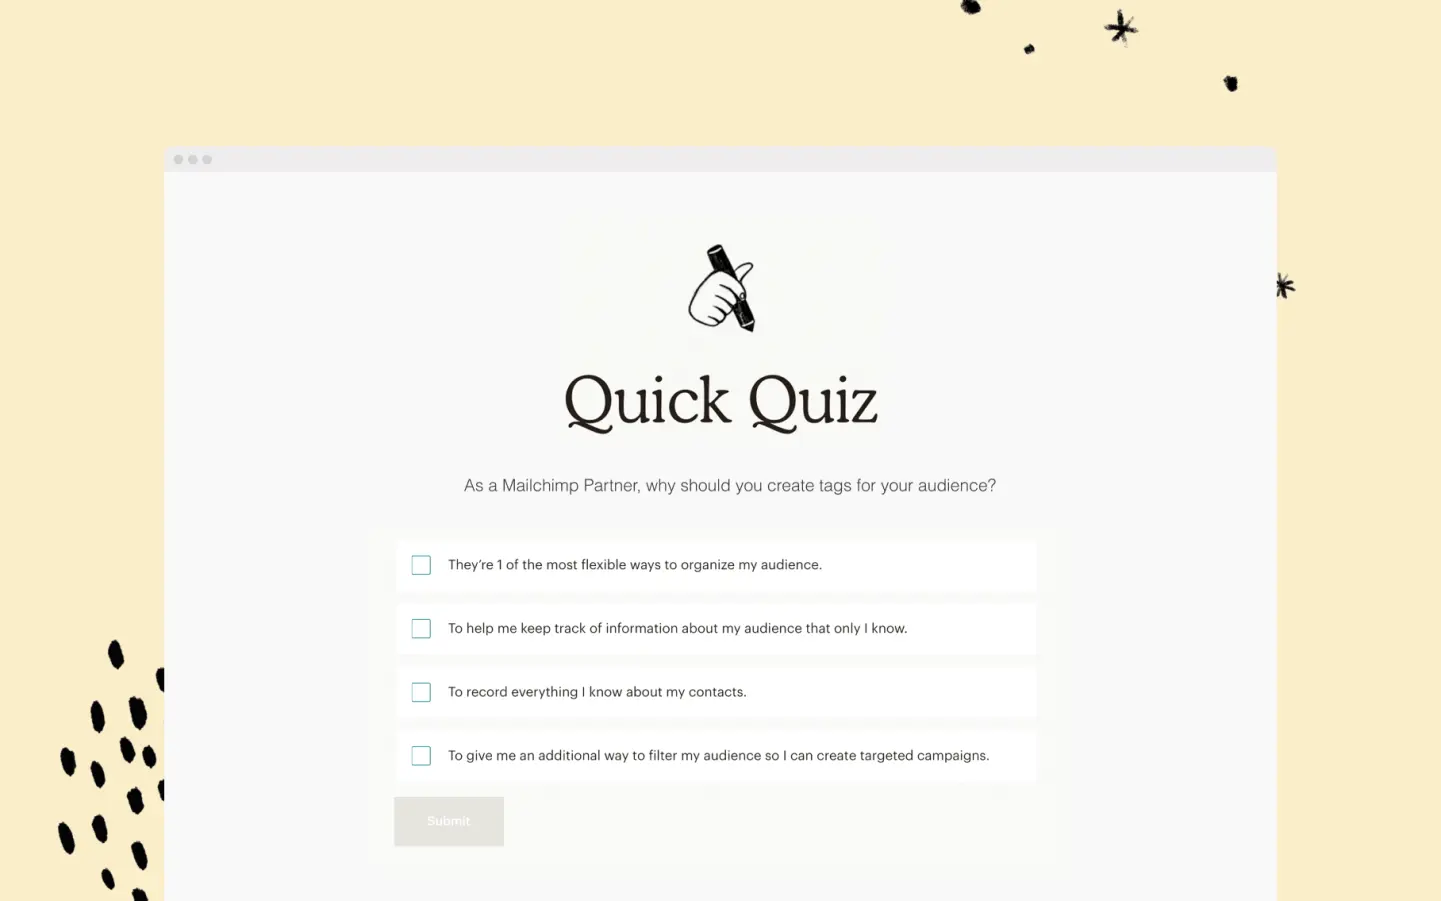 Quick Quiz
As a Mailchimp Partner, why should you create tags for your audience?
They’re 1 of the most flexible ways to organize my audience.
To help me keep track of information about my audience that only I know.
To record everything I know about my contacts.
To give me an additional way to filter my audience so I can create targeted campaigns.
Submit